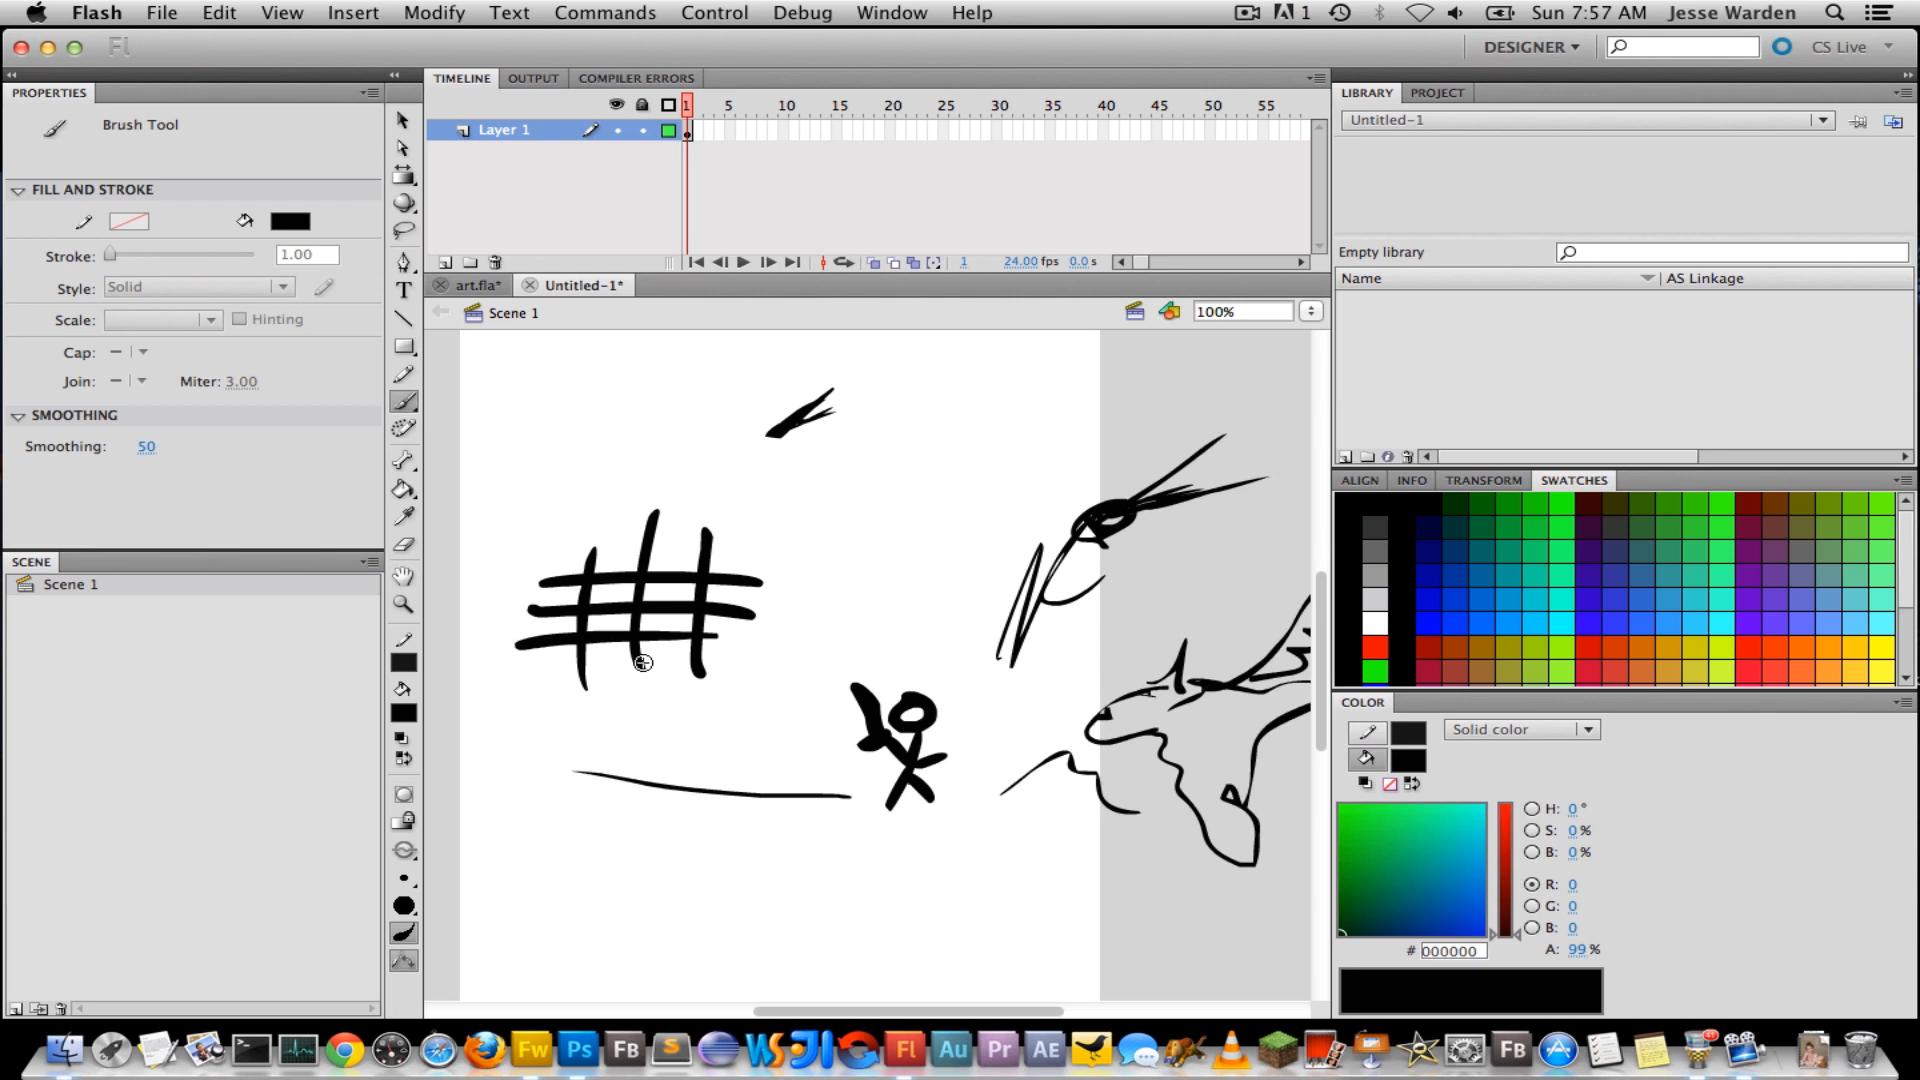 Flash File Edit View Insert Modify Text Commands Control Debug Window Help
1 Sun 7:57 AM Jesse Warden
Fl DESIGNER CS Live
PROPERTIES
Brush Tool
FILL AND STROKE
Stroke: 1.00
Style: Solid
Scale: Hinting
Cap:
Join: Miter: 3.00
SMOOTHING
Smoothing: 50
SCENE
Scene 1
T
TIMELINE OUTPUT COMPILER ERRORS
1 5 10 15 20 25 30 35 40 45 50 55
Layer 1
1 24.00 fps 0.0 s
art.fla* Untitled-1*
Scene 1 100%
LIBRARY PROJECT
Untitled-1
Empty library
Name AS Linkage
ALIGN INFO TRANSFORM SWATCHES
COLOR
Solid color
H: 0 °
S: 0 %
B: 0 %
R: 0
G: 0
B: 0
A: 99 %
# 000000
Fw Ps FB S WS JI Fl Au Pr AE FB